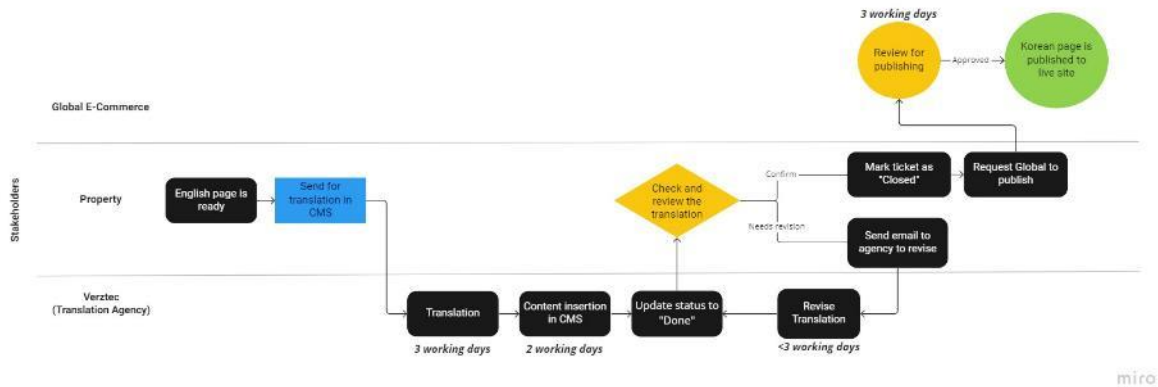 3 working days
Review for
publishing
Approved
Korean page is
published to
live site
Global E-Commerce
Stakeholders
Property
English page is
ready
Send for
translation in
CMS
Check and
review the
translation
Confirm
Needs revision
Mark ticket as
"Closed"
Request Global to
publish
Send email to
agency to revise
Verztec
(Translation Agency)
Translation
3 working days
Content insertion
in CMS
2 working days
Update status to
"Done"
Revise
Translation
<3 working days
miro